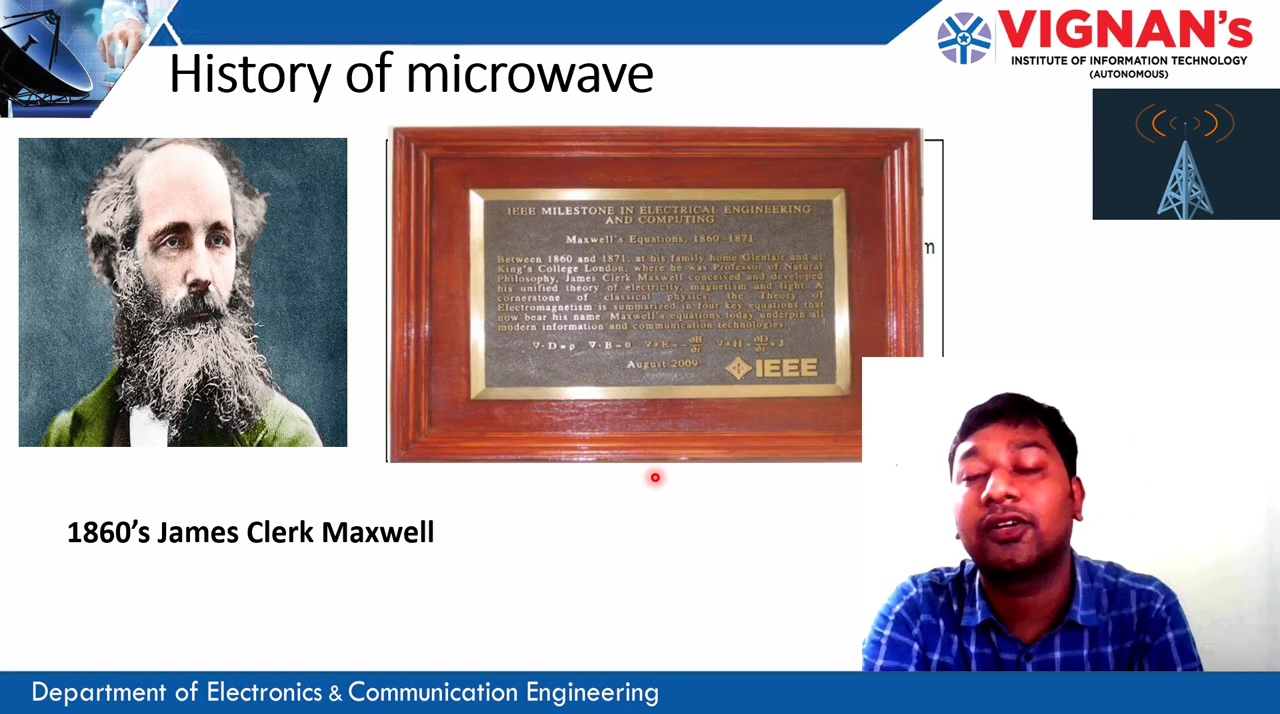 VIGNAN's
INSTITUTE OF INFORMATION TECHNOLOGY
(AUTONOMOUS)
History of microwave
IEEE MILESTONE IN ELECTRICAL ENGINEERING
AND COMPUTING
Maxwell's Equations, 1860-1871
Between 1860 and 1871, at his family home Glenlair and at
King's College London, where he was Professor of Natural
Philosophy, James Clerk Maxwell conceived and developed
his unified theory of electricity, magnetism and light. A
cornerstone of classical physics, the Theory of
Electromagnetism is summarized in four key equations that
now bear his name. Maxwell's equations today underpin all
modern information and communication technologies.
∇·D=ρ ∇·B=0 ∇×E=-∂B/∂t ∇×H=∂D/∂t+J
August 2009 IEEE
m
1860's James Clerk Maxwell
Department of Electronics & Communication Engineering